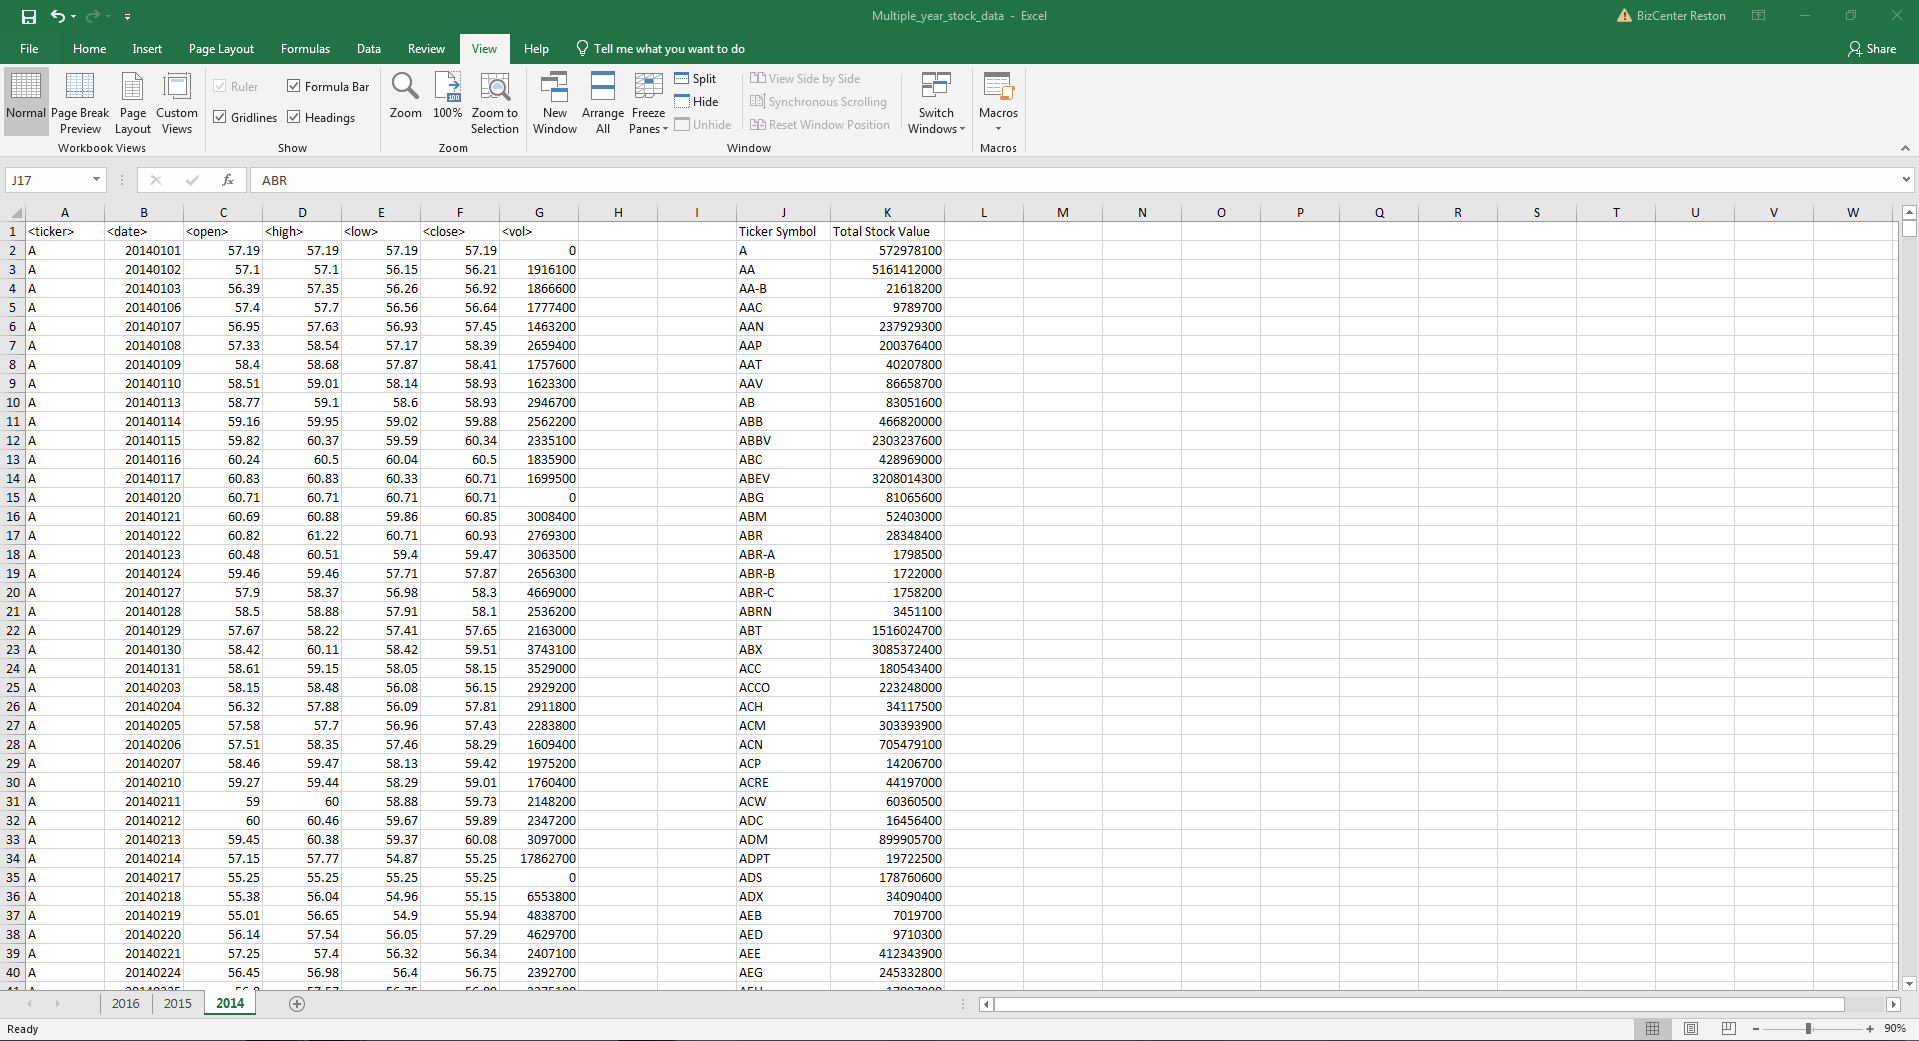 Multiple_year_stock_data - Excel
BizCenter Reston
File Home Insert Page Layout Formulas Data Review View Help Tell me what you want to do Share
Normal Page Break Preview Page Layout Custom Views
Ruler Formula Bar
Gridlines Headings
Zoom 100% Zoom to Selection
New Window Arrange All Freeze Panes
Split
Hide
Unhide
View Side by Side
Synchronous Scrolling
Reset Window Position
Switch Windows
Macros
Workbook Views Show Zoom Window Macros
J17 fx ABR
A B C D E F G H I J K L M N O P Q R S T U V W
1 <ticker> <date> <open> <high> <low> <close> <vol> Ticker Symbol Total Stock Value
2 A 20140101 57.19 57.19 57.19 57.19 0 A 572978100
3 A 20140102 57.1 57.1 56.15 56.21 1916100 AA 5161412000
4 A 20140103 56.39 57.35 56.26 56.92 1866600 AA-B 21618200
5 A 20140106 57.4 57.7 56.56 56.64 1777400 AAC 9789700
6 A 20140107 56.95 57.63 56.93 57.45 1463200 AAN 237929300
7 A 20140108 57.33 58.54 57.17 58.39 2659400 AAP 200376400
8 A 20140109 58.4 58.68 57.87 58.41 1757600 AAT 40207800
9 A 20140110 58.51 59.01 58.14 58.93 1623300 AAV 86658700
10 A 20140113 58.77 59.1 58.6 58.93 2946700 AB 83051600
11 A 20140114 59.16 59.95 59.02 59.88 2562200 ABB 466820000
12 A 20140115 59.82 60.37 59.59 60.34 2335100 ABBV 2303237600
13 A 20140116 60.24 60.5 60.04 60.5 1835900 ABC 428969000
14 A 20140117 60.83 60.83 60.33 60.71 1699500 ABEV 3208014300
15 A 20140120 60.71 60.71 60.71 60.71 0 ABG 81065600
16 A 20140121 60.69 60.88 59.86 60.85 3008400 ABM 52403000
17 A 20140122 60.82 61.22 60.71 60.93 2769300 ABR 28348400
18 A 20140123 60.48 60.51 59.4 59.47 3063500 ABR-A 1798500
19 A 20140124 59.46 59.46 57.71 57.87 2656300 ABR-B 1722000
20 A 20140127 57.9 58.37 56.98 58.3 4669000 ABR-C 1758200
21 A 20140128 58.5 58.88 57.91 58.1 2536200 ABRN 3451100
22 A 20140129 57.67 58.22 57.41 57.65 2163000 ABT 1516024700
23 A 20140130 58.42 60.11 58.42 59.51 3743100 ABX 3085372400
24 A 20140131 58.61 59.15 58.05 58.15 3529000 ACC 180543400
25 A 20140203 58.15 58.48 56.08 56.15 2929200 ACCO 223248000
26 A 20140204 56.32 57.88 56.09 57.81 2911800 ACH 34117500
27 A 20140205 57.58 57.7 56.96 57.43 2283800 ACM 303393900
28 A 20140206 57.51 58.35 57.46 58.29 1609400 ACN 705479100
29 A 20140207 58.46 59.47 58.13 59.42 1975200 ACP 14206700
30 A 20140210 59.27 59.44 58.29 59.01 1760400 ACRE 44197000
31 A 20140211 59 60 58.88 59.73 2148200 ACW 60360500
32 A 20140212 60 60.46 59.67 59.89 2347200 ADC 16456400
33 A 20140213 59.45 60.38 59.37 60.08 3097000 ADM 899905700
34 A 20140214 57.15 57.77 54.87 55.25 17862700 ADPT 19722500
35 A 20140217 55.25 55.25 55.25 55.25 0 ADS 178760600
36 A 20140218 55.38 56.04 54.96 55.15 6553800 ADX 34090400
37 A 20140219 55.01 56.65 54.9 55.94 4838700 AEB 7019700
38 A 20140220 56.14 57.54 56.05 57.29 4629700 AED 9710300
39 A 20140221 57.25 57.4 56.32 56.34 2407100 AEE 412343900
40 A 20140224 56.45 56.98 56.4 56.75 2392700 AEG 245332800
2016 2015 2014
Ready 90%